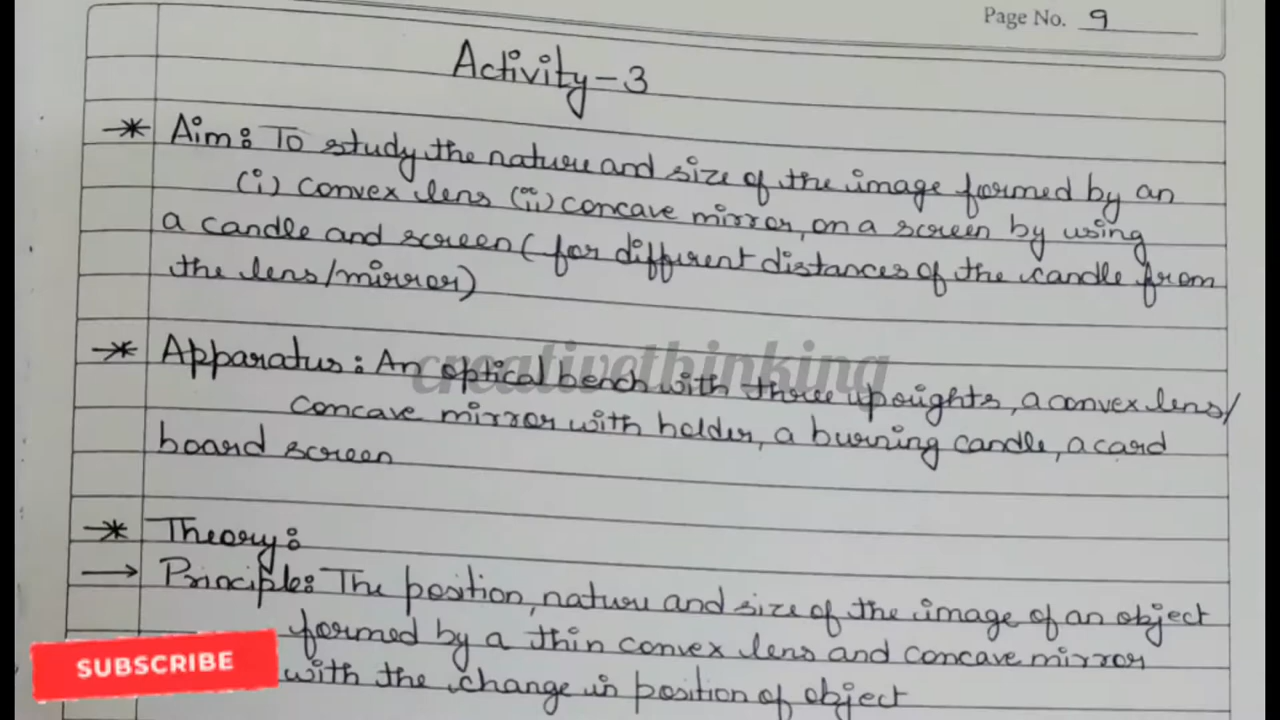 Page No. 9
Activity-3
* Aim: To study the nature and size of the image formed by an
(i) convex lens (ii) concave mirror, on a screen by using
a candle and screen (for different distances of the candle from
the lens/mirror)
creativethinking
* Apparatus: An optical bench with three uprights, a convex lens/
concave mirror with holder, a burning candle, a card
board screen
* Theory:
→ Principle: The position, nature and size of the image of an object
formed by a thin convex lens and concave mirror
with the change in position of object
SUBSCRIBE